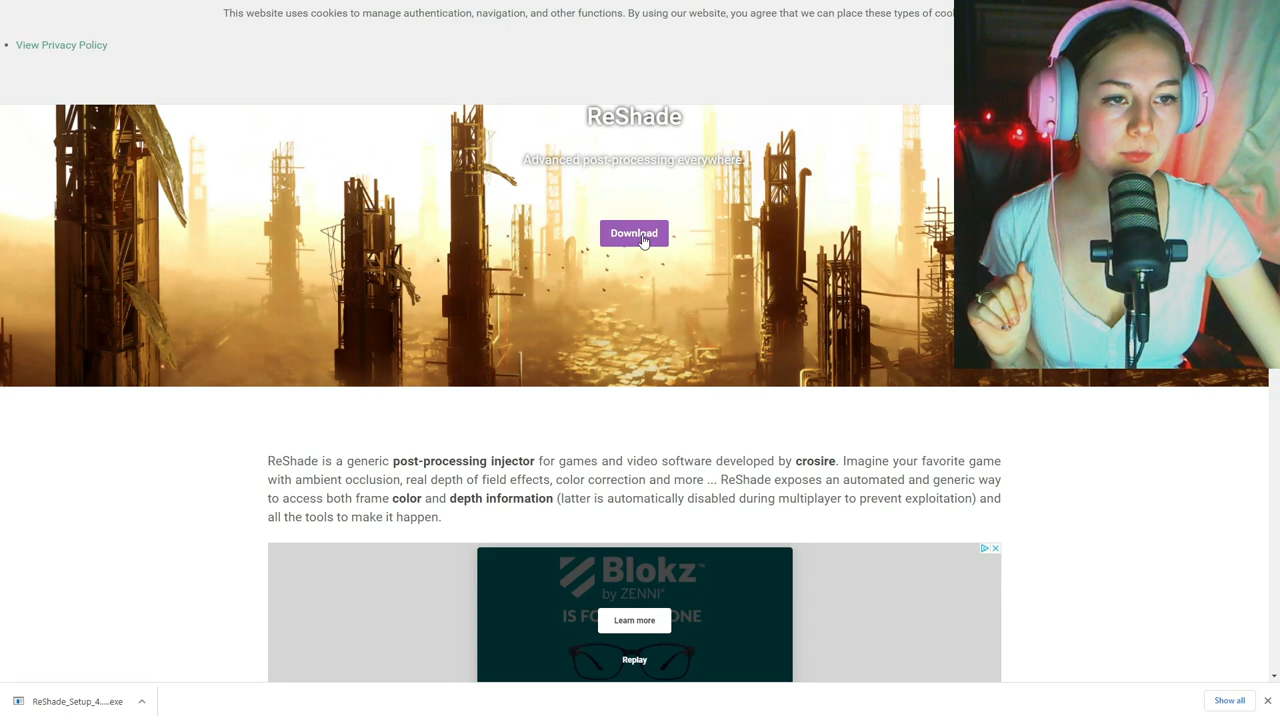 This website uses cookies to manage authentication, navigation, and other functions. By using our website, you agree that we can place these types of
View Privacy Policy
ReShade
Advanced post-processing everywhere
Download
ReShade is a generic post-processing injector for games and video software developed by crosire. Imagine your favorite game
with ambient occlusion, real depth of field effects, color correction and more ... ReShade exposes an automated and generic way
to access both frame color and depth information (latter is automatically disabled during multiplayer to prevent exploitation) and
all the tools to make it happen.
Blokz™
by ZENNI®
IS
Learn more
Replay
ReShade_Setup_4.....exe
Show all